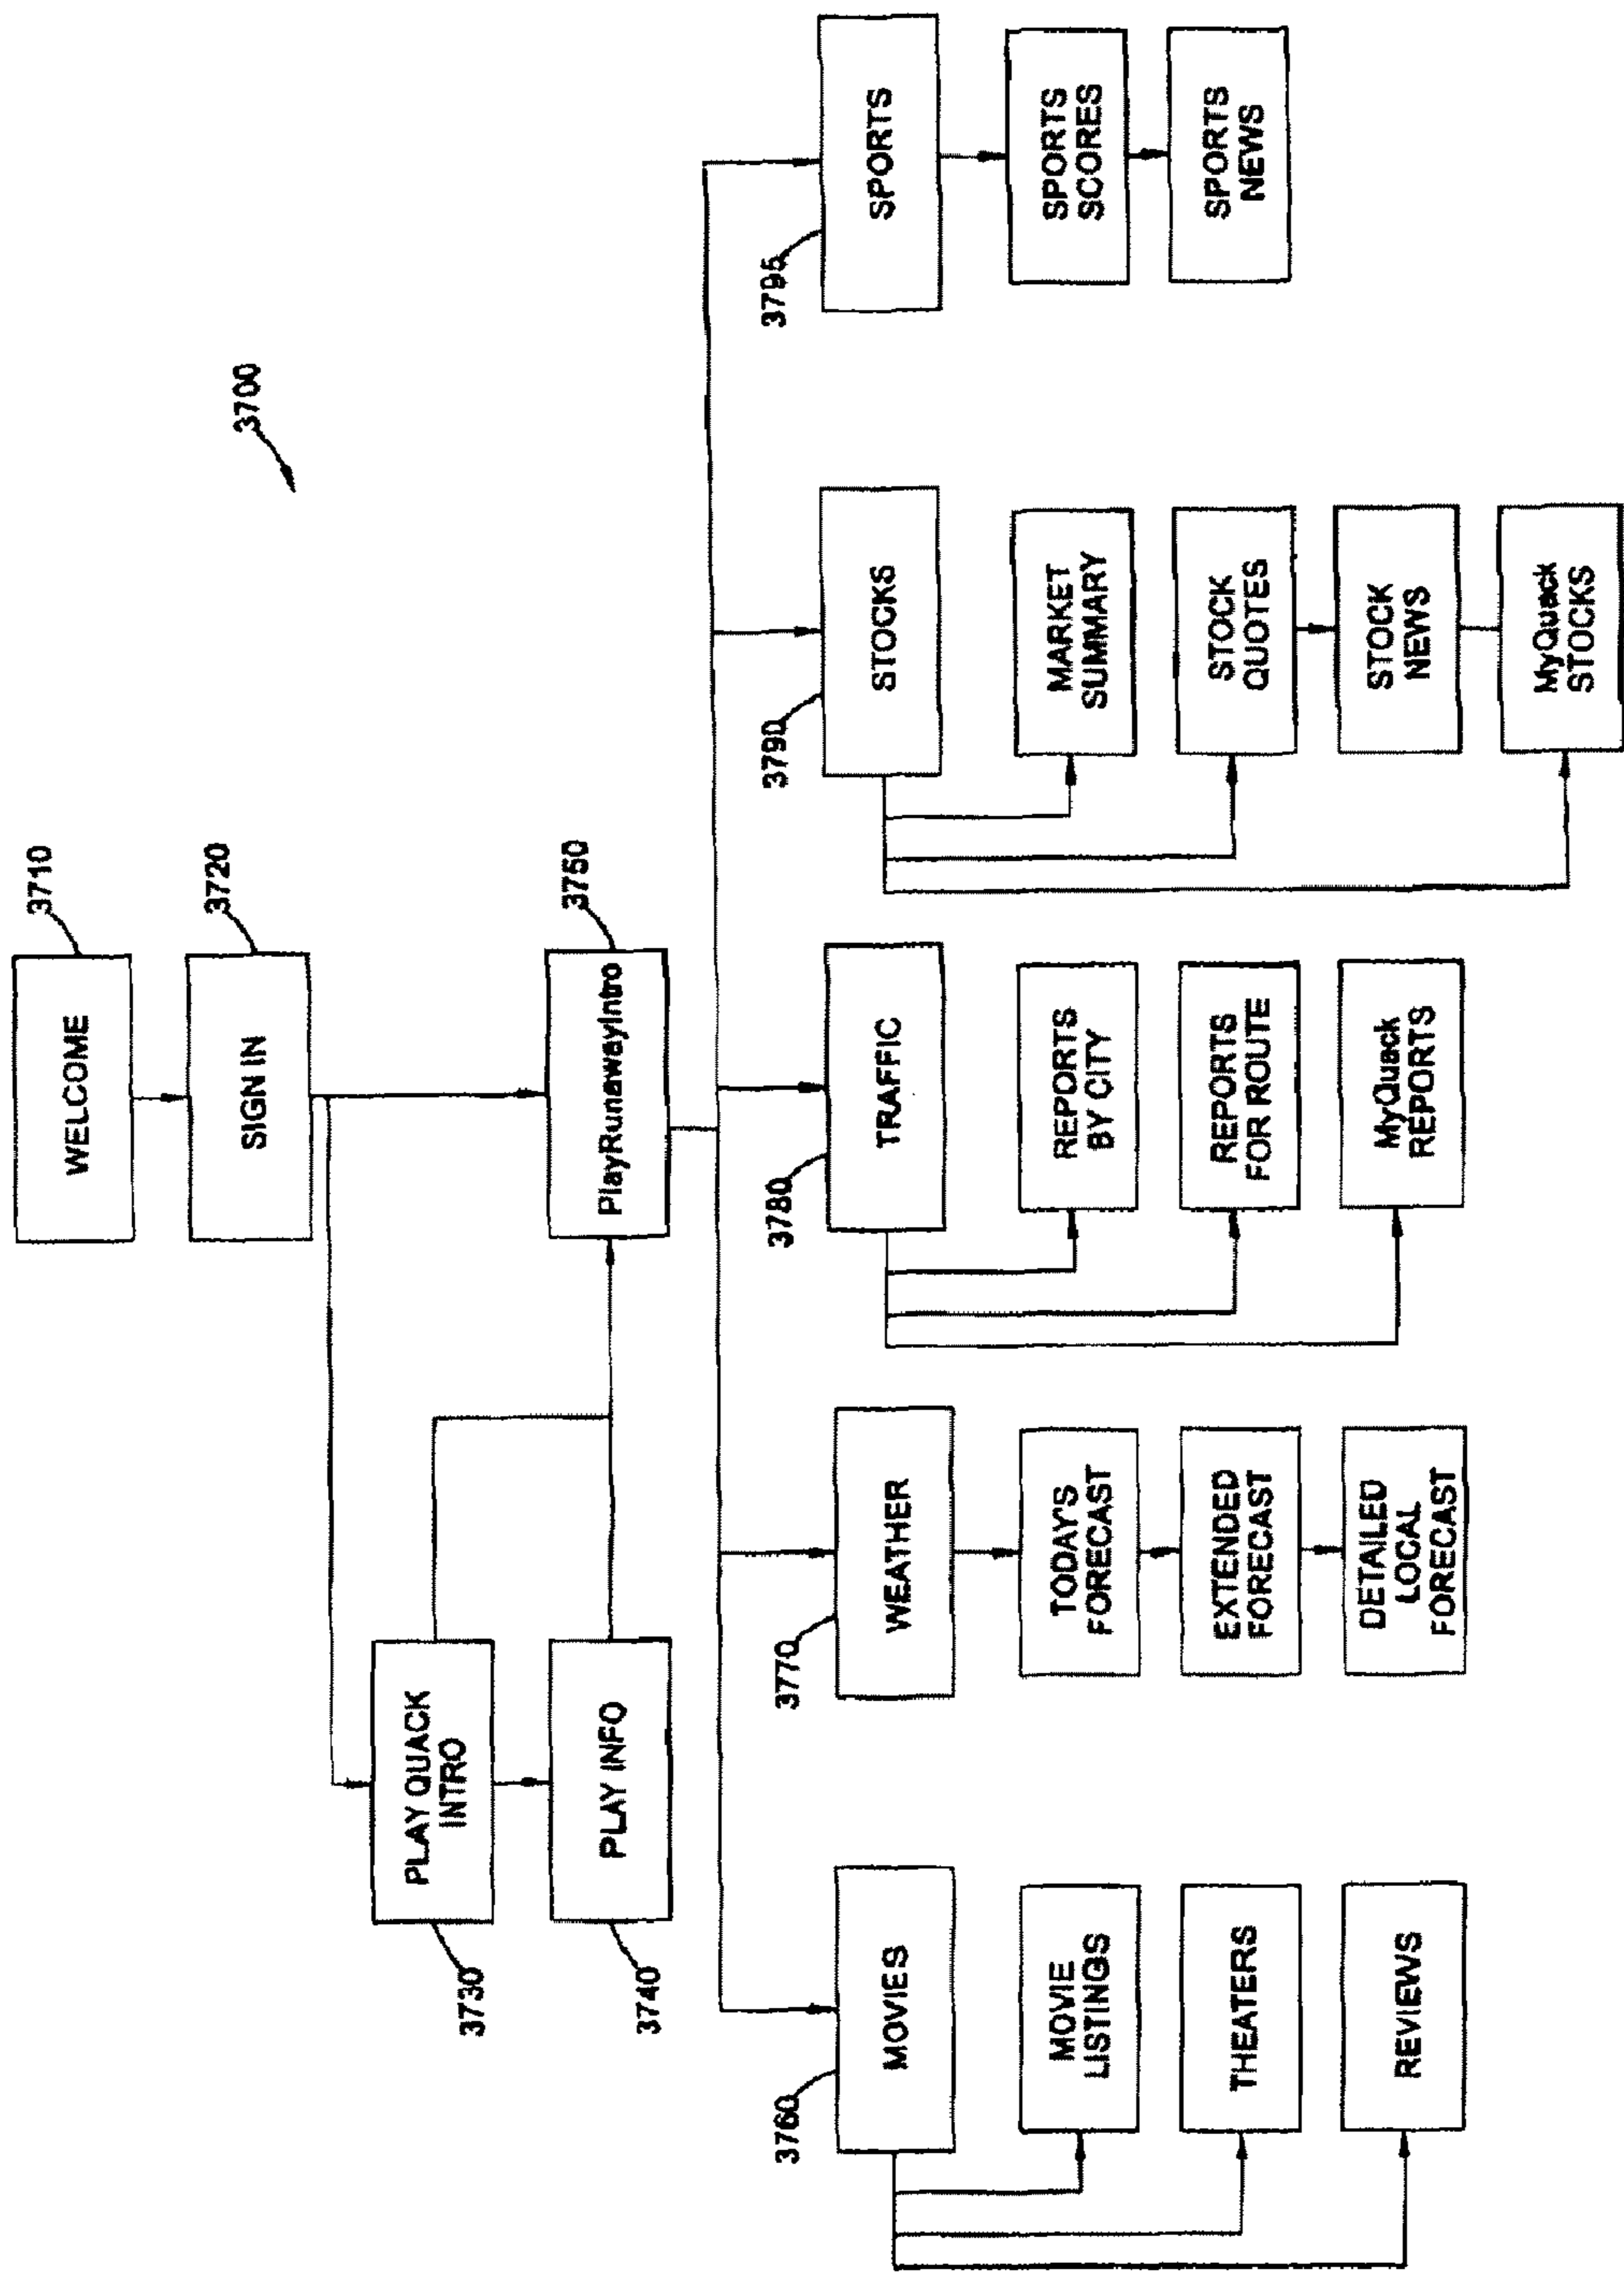 3700
WELCOME
3710
SIGN IN
3720
PLAY QUACK
INTRO
3730
PLAY INFO
3740
PlayRunawayIntro
3750
MOVIES
3760
MOVIE
LISTINGS
THEATERS
REVIEWS
WEATHER
3770
TODAY'S
FORECAST
EXTENDED
FORECAST
DETAILED
LOCAL
FORECAST
TRAFFIC
3780
REPORTS
BY CITY
REPORTS
FOR ROUTE
MyQuack
REPORTS
STOCKS
3790
MARKET
SUMMARY
STOCK
QUOTES
STOCK
NEWS
MyQuack
STOCKS
SPORTS
3795
SPORTS
SCORES
SPORTS
NEWS